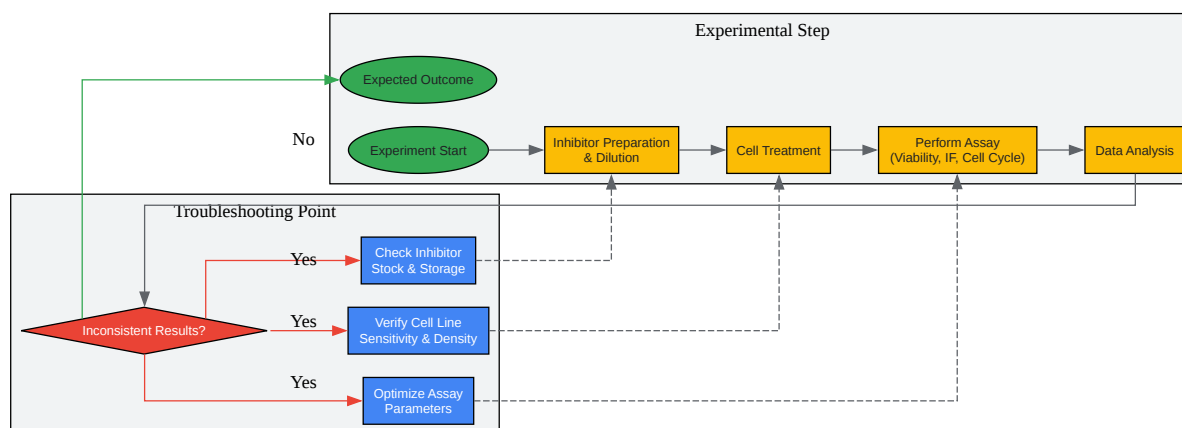 Experimental Step
Expected Outcome
No
Experiment Start
Inhibitor Preparation
& Dilution
Cell Treatment
Perform Assay
(Viability, IF, Cell Cycle)
Data Analysis
Troubleshooting Point
Yes
Check Inhibitor
Stock & Storage
Inconsistent Results?
Yes
Verify Cell Line
Sensitivity & Density
Yes
Optimize Assay
Parameters